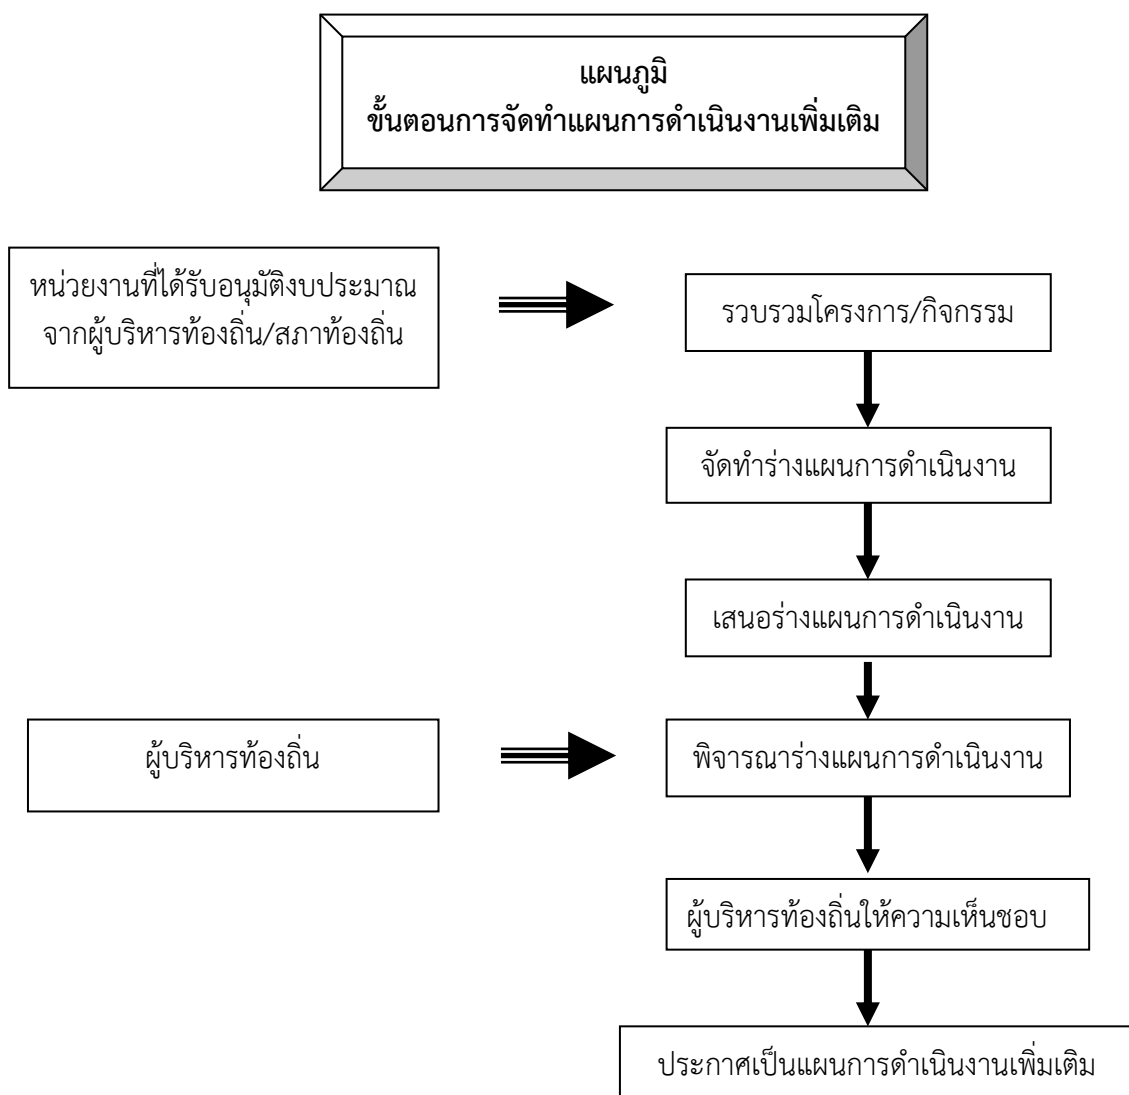 แผนภูมิ
ขั้นตอนการจัดทำแผนการดำเนินงานเพิ่มเติม
หน่วยงานที่ได้รับอนุมัติงบประมาณ
จากผู้บริหารท้องถิ่น/สภาท้องถิ่น
รวบรวมโครงการ/กิจกรรม
จัดทำร่างแผนการดำเนินงาน
เสนอร่างแผนการดำเนินงาน
ผู้บริหารท้องถิ่น
พิจารณาร่างแผนการดำเนินงาน
ผู้บริหารท้องถิ่นให้ความเห็นชอบ
ประกาศเป็นแผนการดำเนินงานเพิ่มเติม